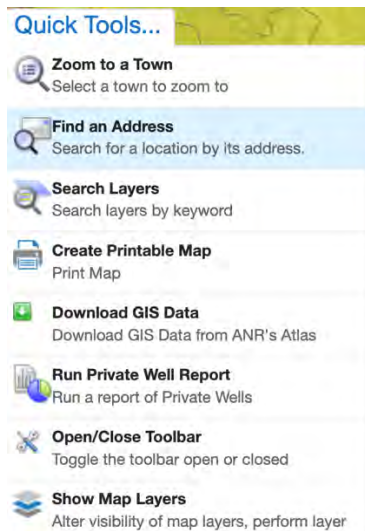 Quick Tools...
Zoom to a Town
Select a town to zoom to
Find an Address
Search for a location by its address.
Search Layers
Search layers by keyword
Create Printable Map
Print Map
Download GIS Data
Download GIS Data from ANR's Atlas
Run Private Well Report
Run a report of Private Wells
Open/Close Toolbar
Toggle the toolbar open or closed
Show Map Layers
Alter visibility of map layers, perform layer